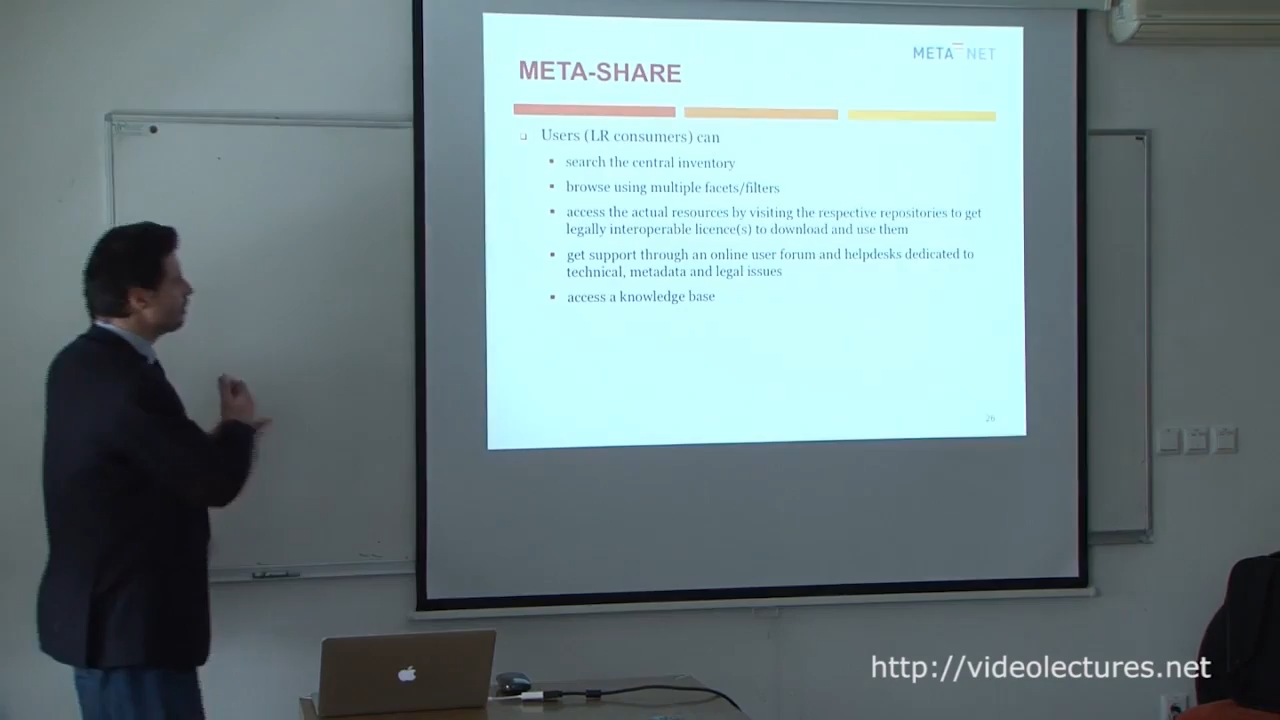 META NET
META-SHARE
Users (LR consumers) can
search the central inventory
browse using multiple facets/filters
access the actual resources by visiting the respective repositories to get
legally interoperable licence(s) to download and use them
get support through an online user forum and helpdesks dedicated to
technical, metadata and legal issues
access a knowledge base
26
http://videolectures.net